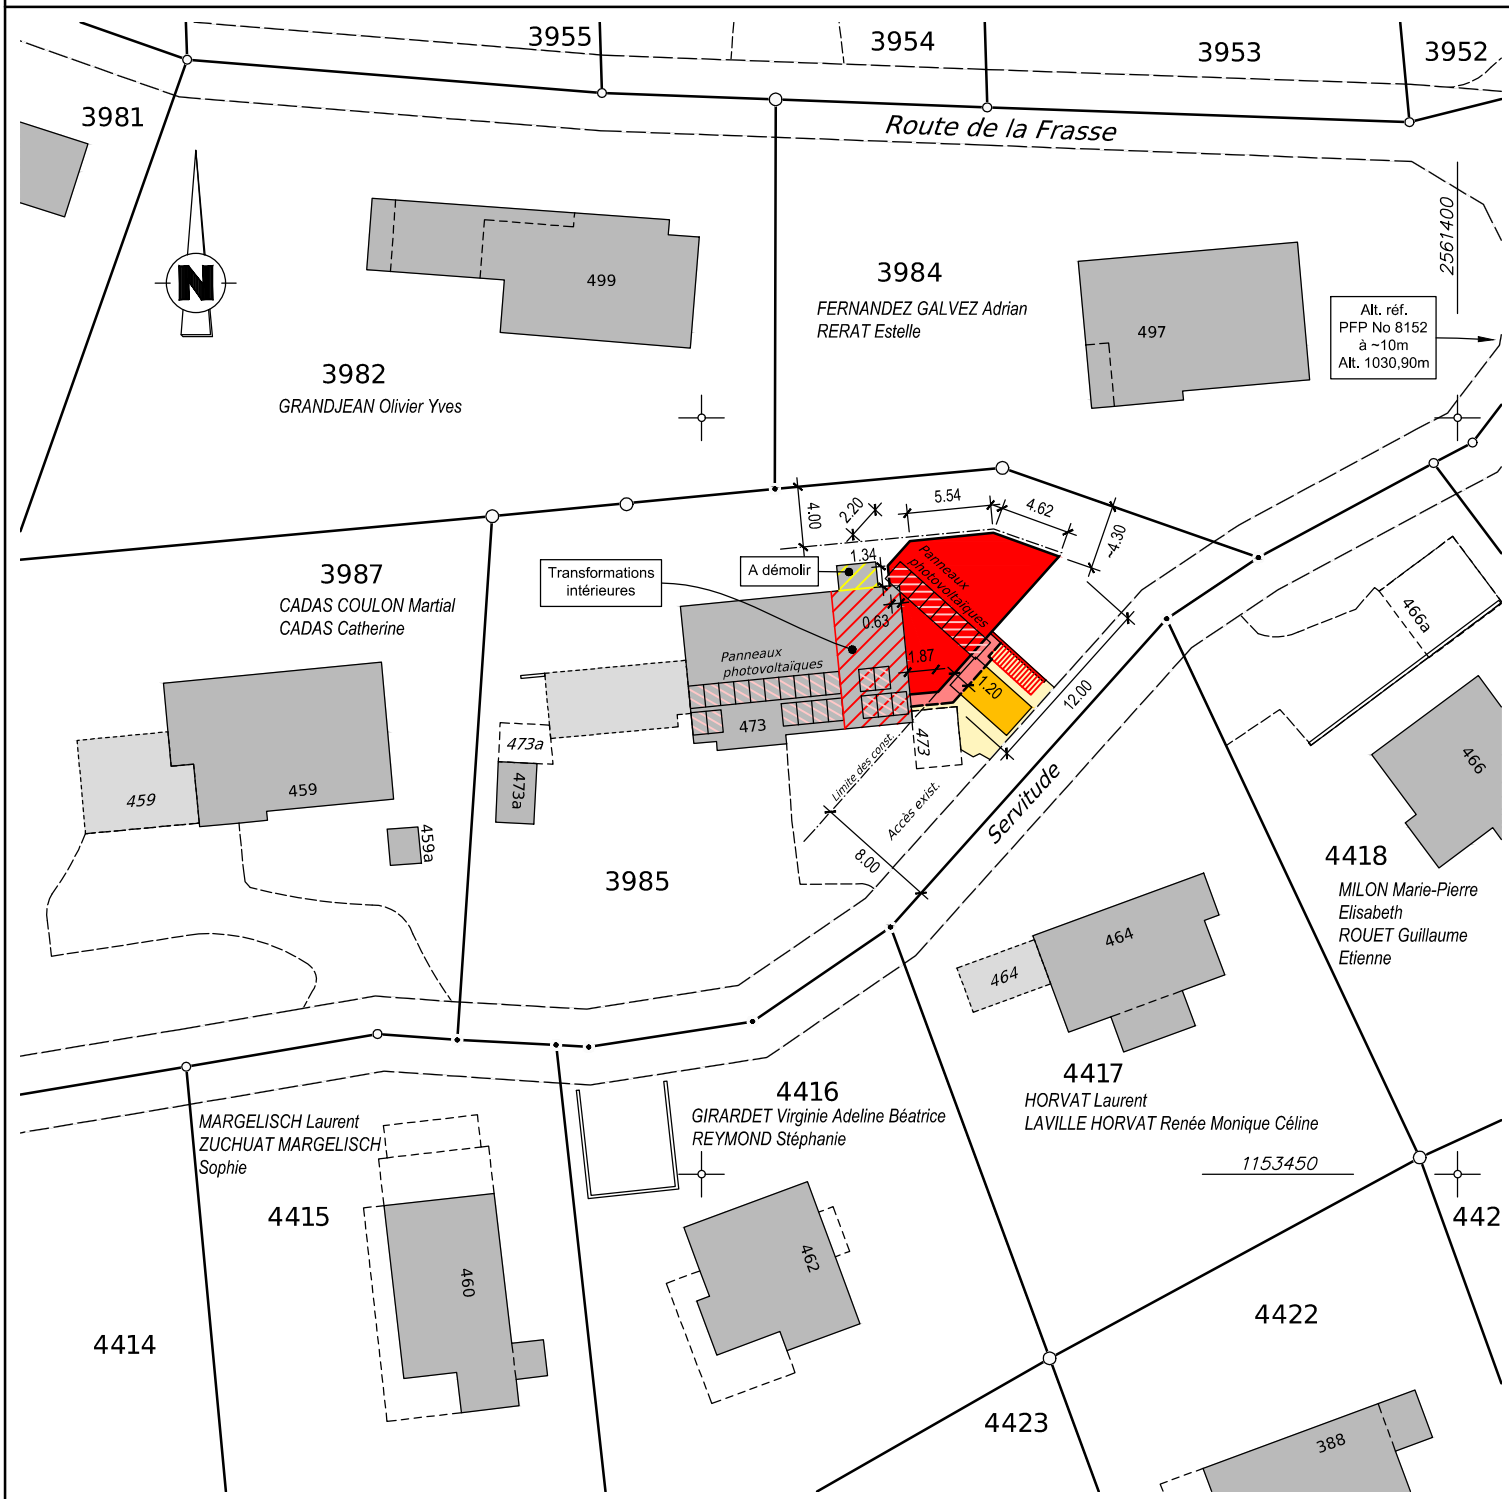 3955
3954
3953
3952
3981
Route de la Frasse
2561400
499
3984
FERNANDEZ GALVEZ Adrian
RERAT Estelle
497
Alt. réf.
PFP No 8152
à ~10m
Alt. 1030,90m
N
3982
GRANDJEAN Olivier Yves
4.00
2.20
5.54
4.62
~4.30
3987
CADAS COULON Martial
CADAS Catherine
Transformations
intérieures
A démolir
1.34
Panneaux
photovoltaïques
0.63
1.87
1.20
12.00
Panneaux
photovoltaïques
473
473
473a
473a
459
459
459a
Limite des const.
Accès exist.
8.00
Servitude
466a
466
3985
4418
MILON Marie-Pierre
Elisabeth
ROUET Guillaume
Etienne
464
464
4417
HORVAT Laurent
LAVILLE HORVAT Renée Monique Céline
4416
GIRARDET Virginie Adeline Béatrice
REYMOND Stéphanie
MARGELISCH Laurent
ZUCHUAT MARGELISCH
Sophie
4415
1153450
442
460
462
4414
4422
4423
388